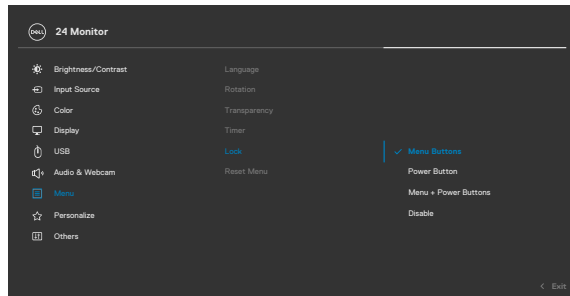 DELL 24 Monitor
Brightness/Contrast
Input Source
Color
Display
USB
Audio & Webcam
Menu
Personalize
Others
Language
Rotation
Transparency
Timer
Lock
Reset Menu
Menu Buttons
Power Button
Menu + Power Buttons
Disable
Exit